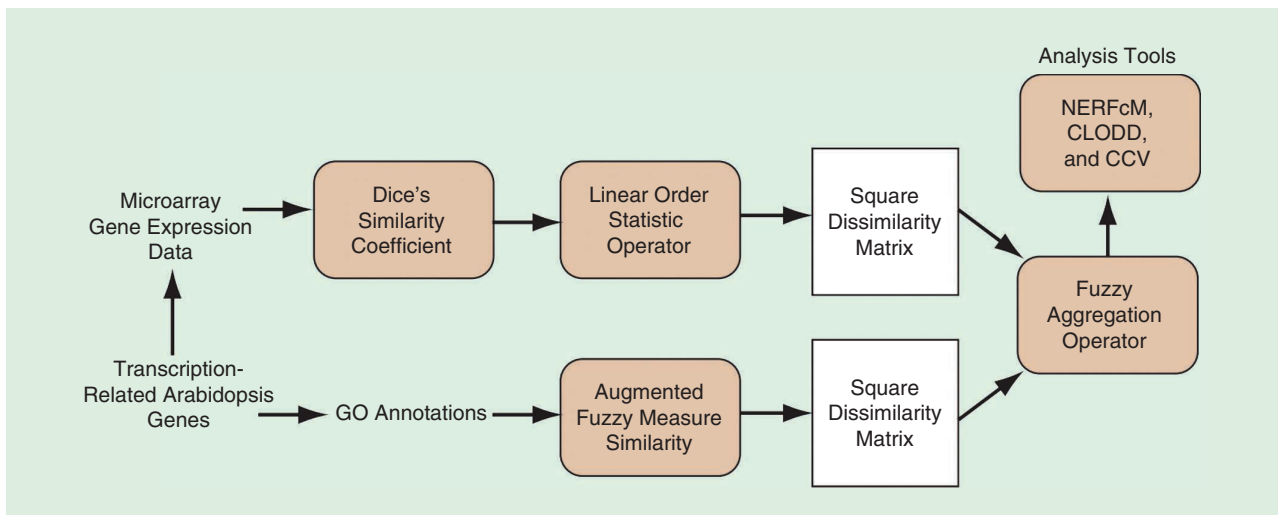 Analysis Tools
NERFcM,
CLODD,
and CCV
Microarray
Gene Expression
Data
Dice's
Similarity
Coefficient
Linear Order
Statistic
Operator
Square
Dissimilarity
Matrix
Fuzzy
Aggregation
Operator
Transcription-
Related Arabidopsis
Genes
GO Annotations
Augmented
Fuzzy Measure
Similarity
Square
Dissimilarity
Matrix